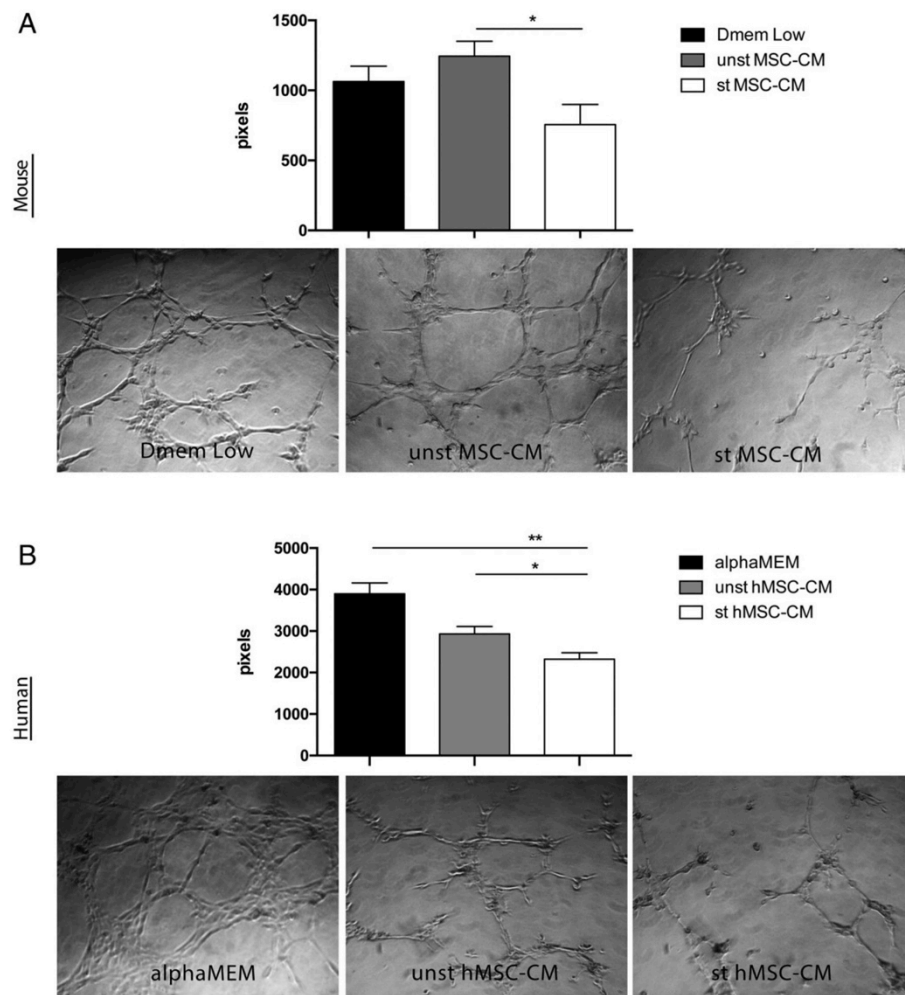 A
*
1500
1000
500
0
pixels
Dmem Low
unst MSC-CM
st MSC-CM
Mouse
Dmem Low
unst MSC-CM
st MSC-CM
B
**
*
5000
4000
3000
2000
1000
0
pixels
alphaMEM
unst hMSC-CM
st hMSC-CM
Human
alphaMEM
unst hMSC-CM
st hMSC-CM